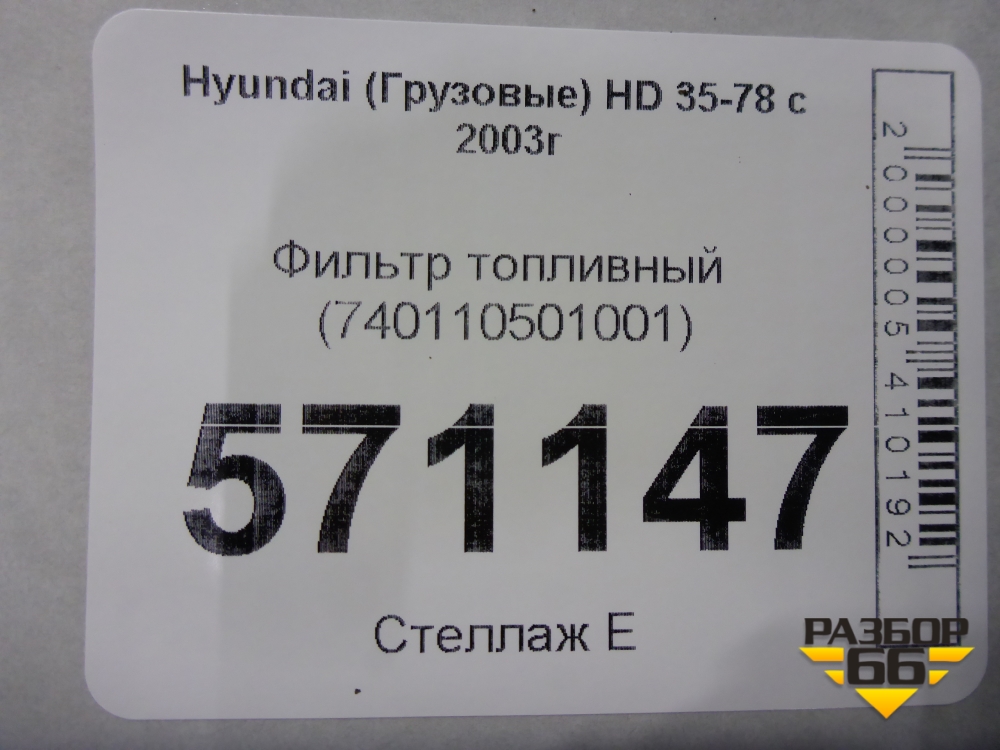 Hyundai (Грузовые) HD 35-78 с
2003г
Фильтр топливный
(740110501001)
571147
Стеллаж Е
2000005410192
РАЗБОР
66